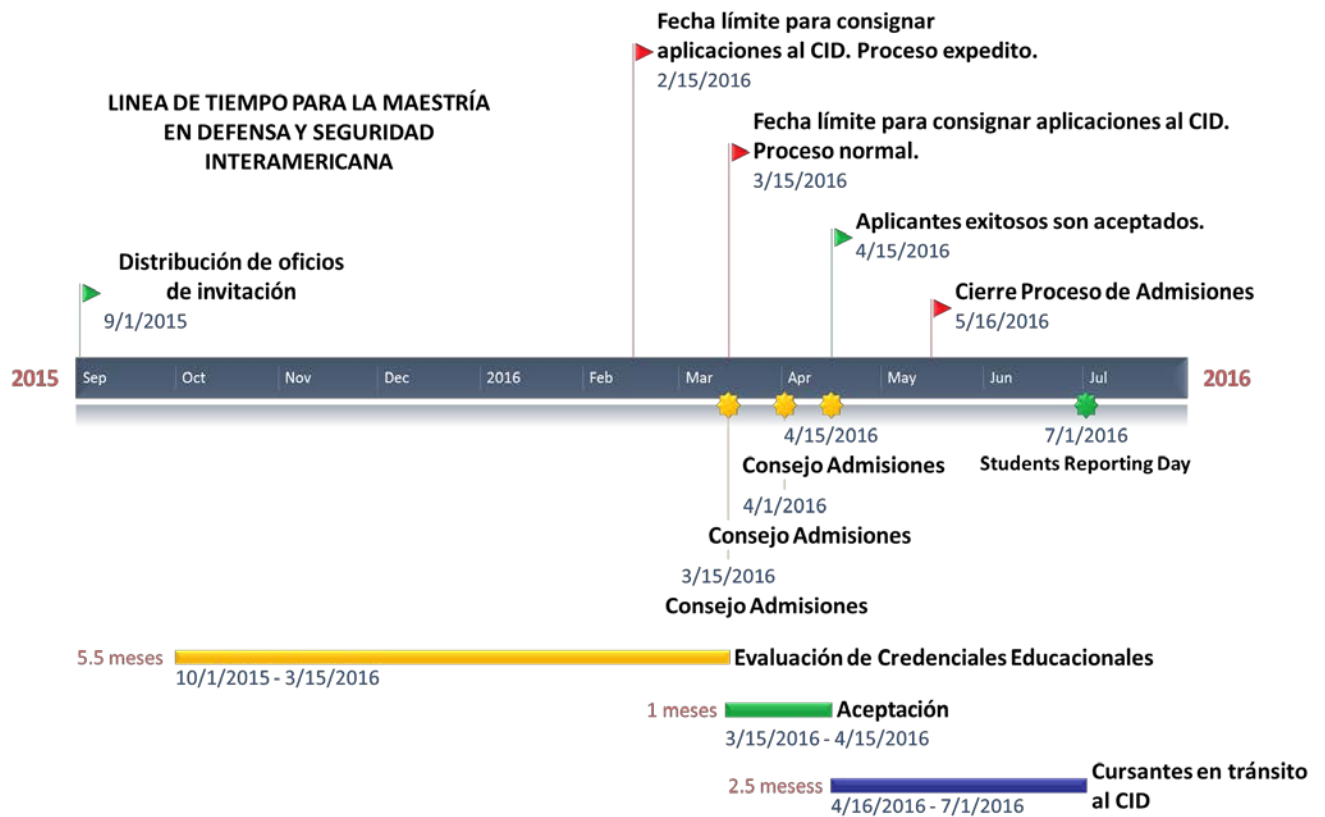 Fecha límite para consignar
aplicaciones al CID. Proceso expedito.
2/15/2016
LINEA DE TIEMPO PARA LA MAESTRÍA
EN DEFENSA Y SEGURIDAD
INTERAMERICANA
Fecha límite para consignar aplicaciones al CID.
Proceso normal.
3/15/2016
Aplicantes exitosos son aceptados.
4/15/2016
Distribución de oficios
de invitación
9/1/2015
Cierre Proceso de Admisiones
5/16/2016
2015 Sep Oct Nov Dec 2016 Feb Mar Apr May Jun Jul 2016
4/15/2016
Consejo Admisiones
7/1/2016
Students Reporting Day
4/1/2016
Consejo Admisiones
3/15/2016
Consejo Admisiones
5.5 meses Evaluación de Credenciales Educacionales
10/1/2015 - 3/15/2016
1 meses Aceptación
3/15/2016 - 4/15/2016
2.5 mesess Cursantes en tránsito
al CID
4/16/2016 - 7/1/2016